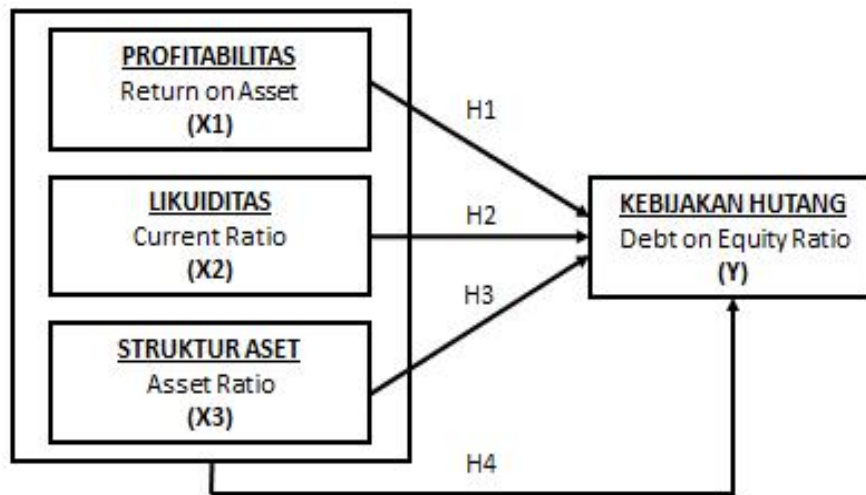 PROFITABILITAS
Return on Asset
(X1)
H1
LIKUIDITAS
Current Ratio
(X2)
H2
KEBIJAKAN HUTANG
Debt on Equity Ratio
(Y)
H3
STRUKTUR ASET
Asset Ratio
(X3)
H4